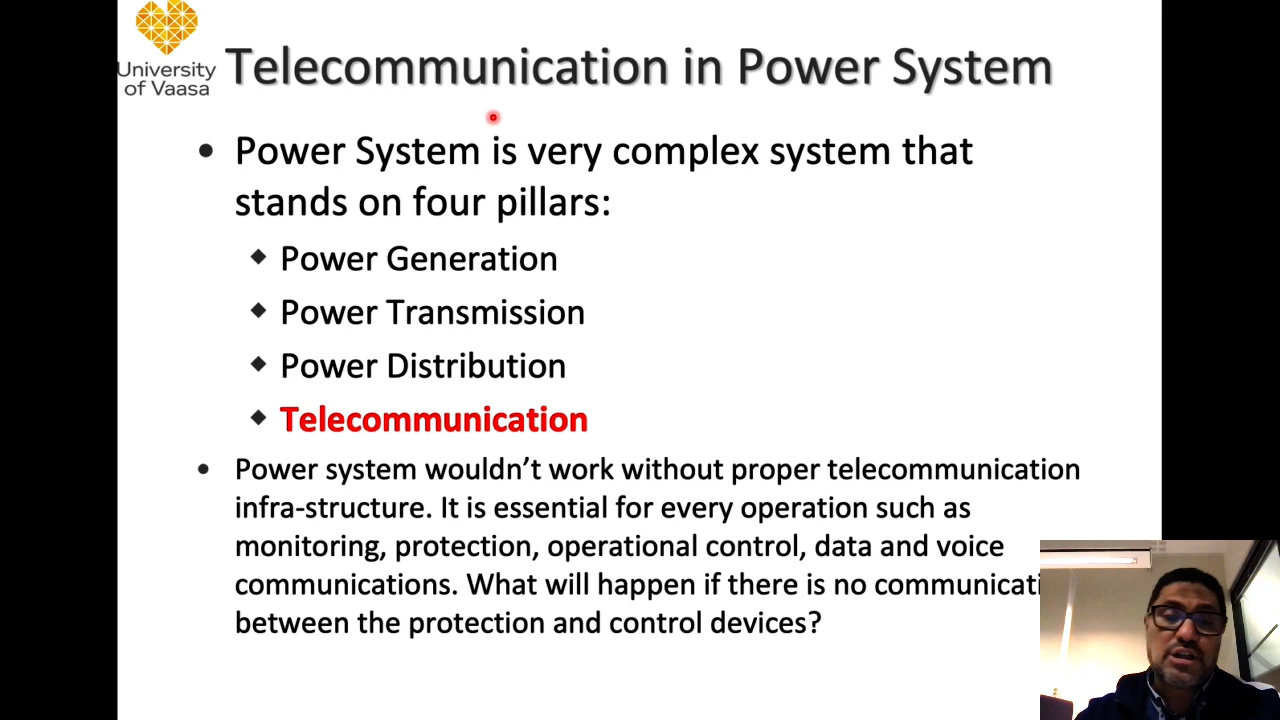 University
of Vaasa
Telecommunication in Power System
• Power System is very complex system that
stands on four pillars:
◆ Power Generation
◆ Power Transmission
◆ Power Distribution
◆ Telecommunication
• Power system wouldn’t work without proper telecommunication
infra-structure. It is essential for every operation such as
monitoring, protection, operational control, data and voice
communications. What will happen if there is no communicati
between the protection and control devices?